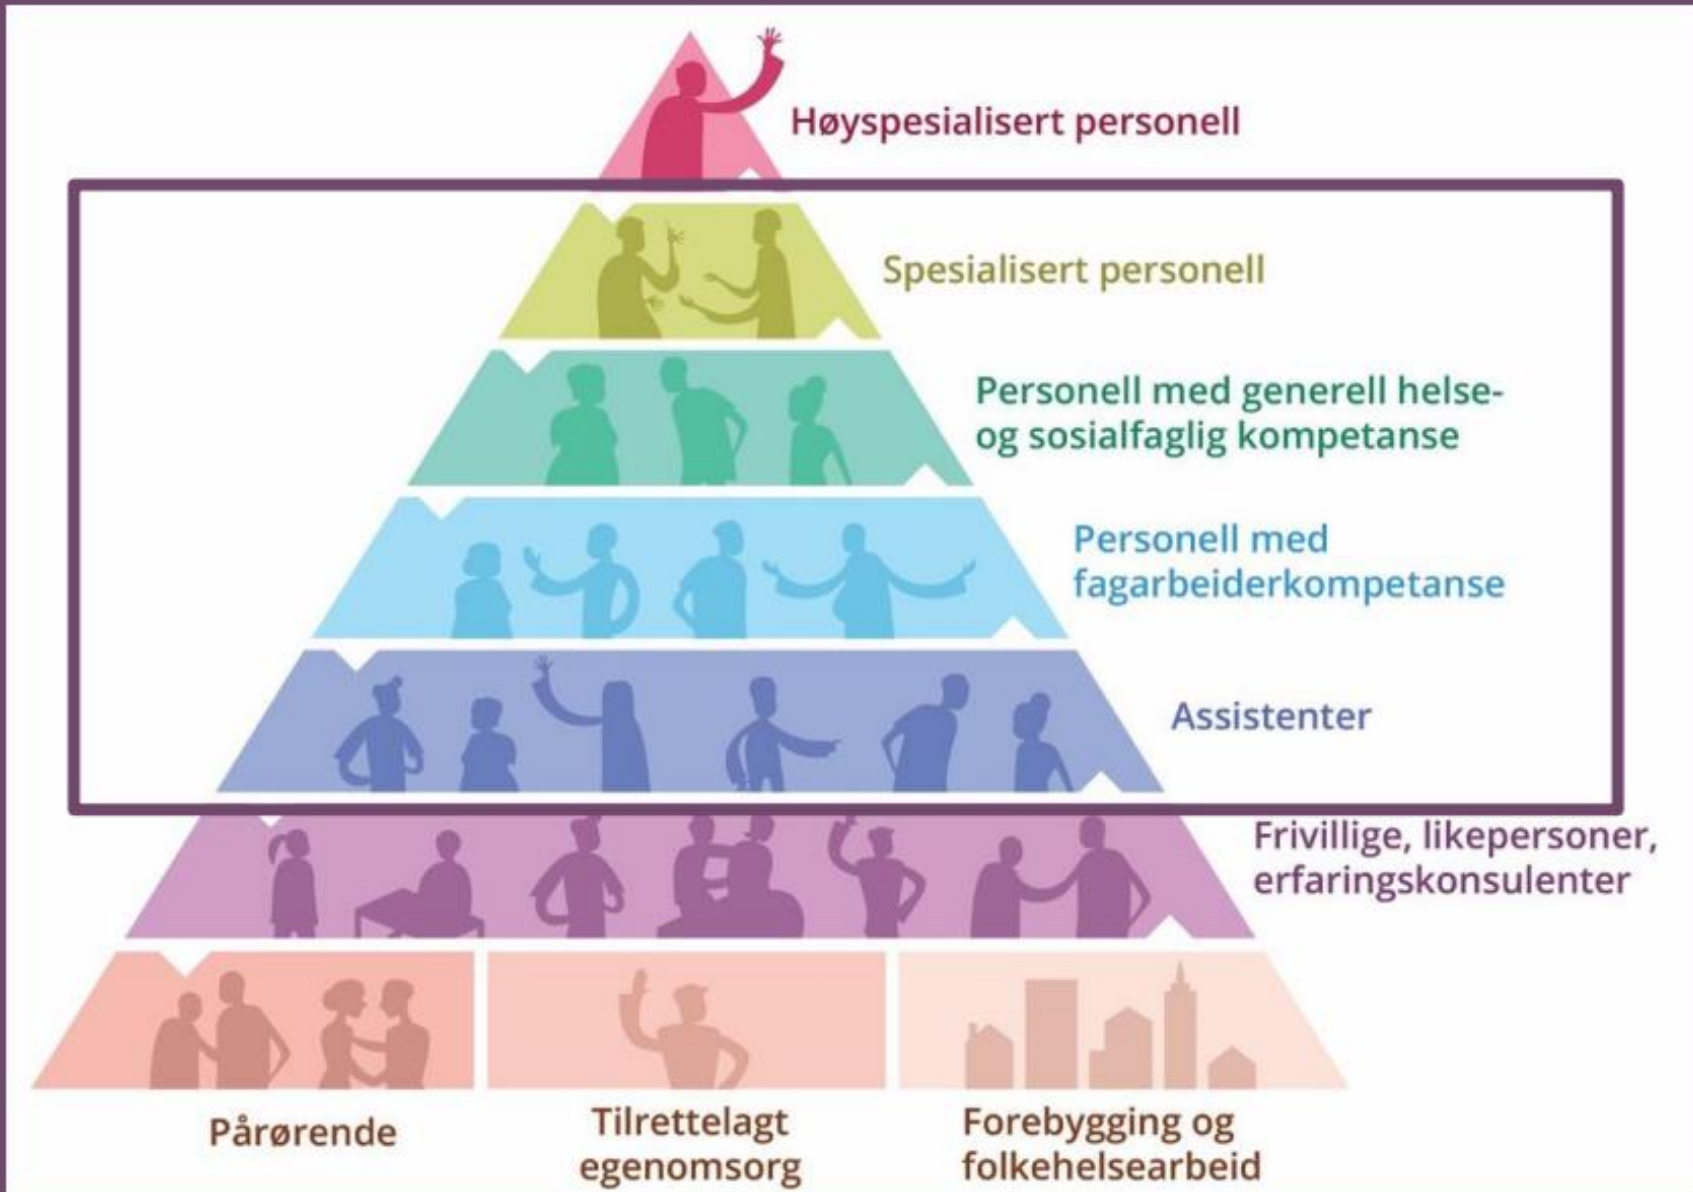 Høyspesialisert personell
Spesialisert personell
Personell med generell helse-
og sosialfaglig kompetanse
Personell med
fagarbeiderkompetanse
Assistenter
Frivillige, likepersoner,
erfaringskonsulenter
Pårørende
Tilrettelagt
egenomsorg
Forebygging og
folkehelsearbeid